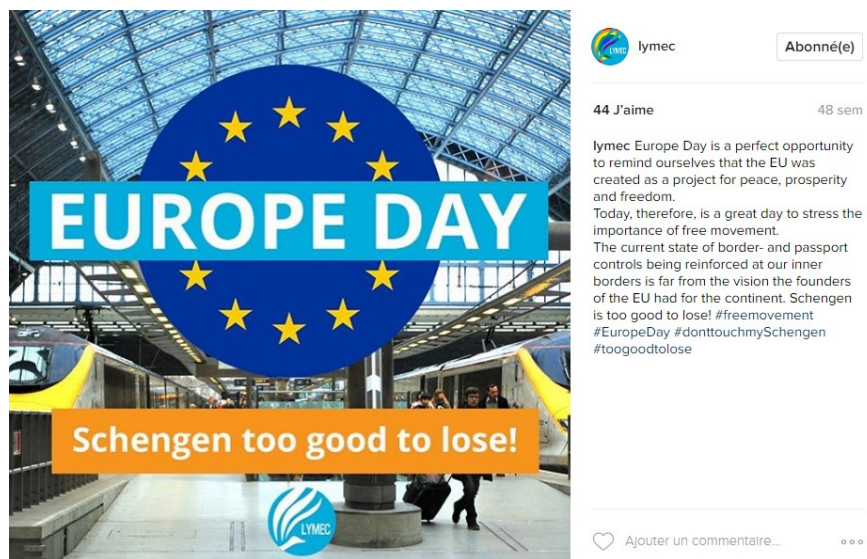 EUROPE DAY
Schengen too good to lose!
LYMEC
LYMEC
lymec
Abonné(e)
44 J'aime
48 sem
lymec Europe Day is a perfect opportunity
to remind ourselves that the EU was
created as a project for peace, prosperity
and freedom.
Today, therefore, is a great day to stress the
importance of free movement.
The current state of border- and passport
controls being reinforced at our inner
borders is far from the vision the founders
of the EU had for the continent. Schengen
is too good to lose! #freemovement
#EuropeDay #donttouchmySchengen
#toogoodtolose
Ajouter un commentaire...